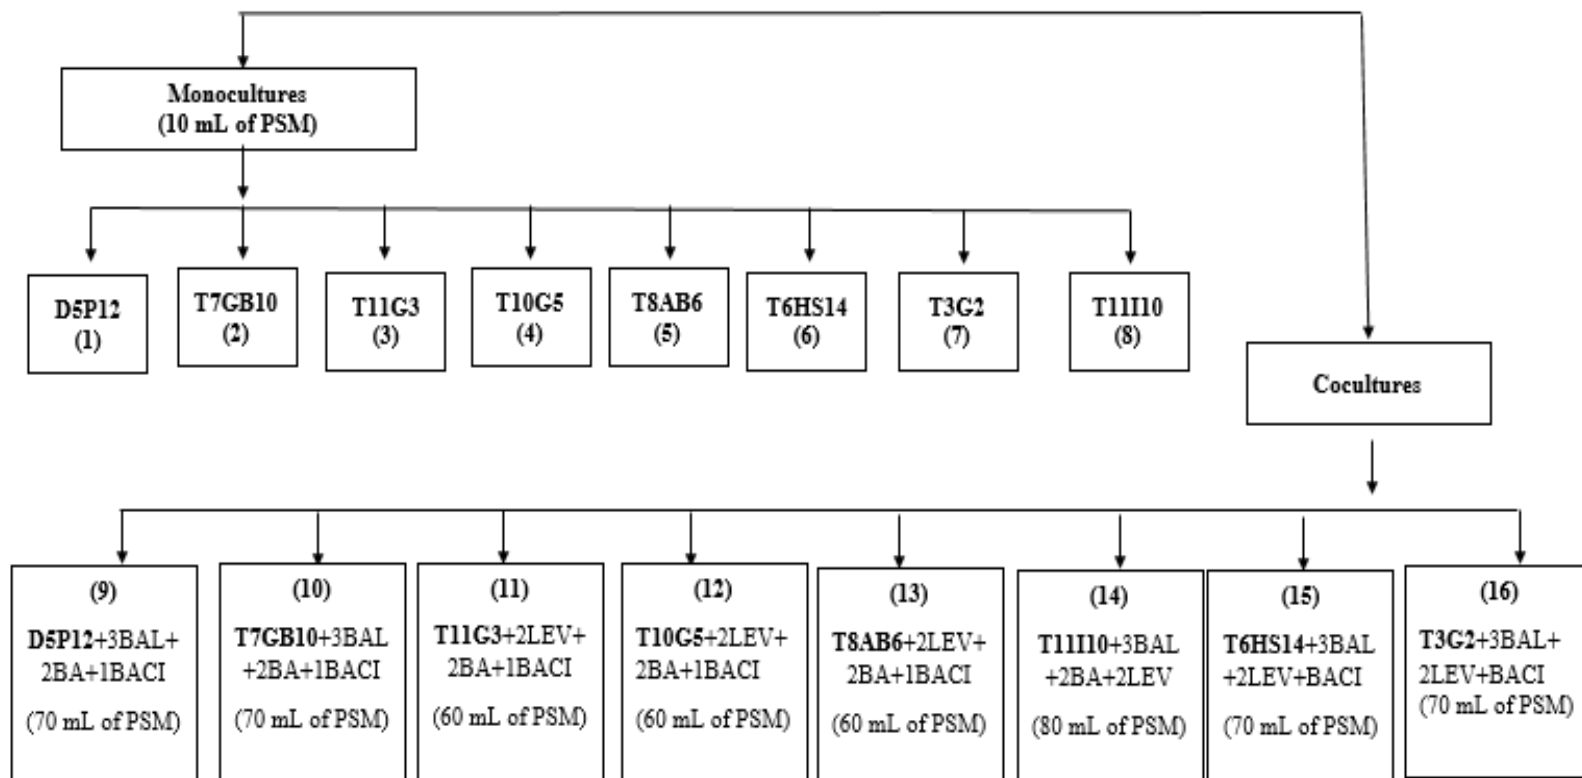 Monocultures
(10 mL of PSM)
D5P12
(1)
T7GB10
(2)
T11G3
(3)
T10G5
(4)
T8AB6
(5)
T6HS14
(6)
T3G2
(7)
T11I10
(8)
Cocultures
(9)
D5P12+3BAL+
2BA+1BACI
(70 mL of PSM)
(10)
T7GB10+3BAL
+2BA+1BACI
(70 mL of PSM)
(11)
T11G3+2LEV+
2BA+1BACI
(60 mL of PSM)
(12)
T10G5+2LEV+
2BA+1BACI
(60 mL of PSM)
(13)
T8AB6+2LEV+
2BA+1BACI
(60 mL of PSM)
(14)
T11I10+3BAL
+2BA+2LEV
(80 mL of PSM)
(15)
T6HS14+3BAL
+2LEV+BACI
(70 mL of PSM)
(16)
T3G2+3BAL+
2LEV+BACI
(70 mL of PSM)